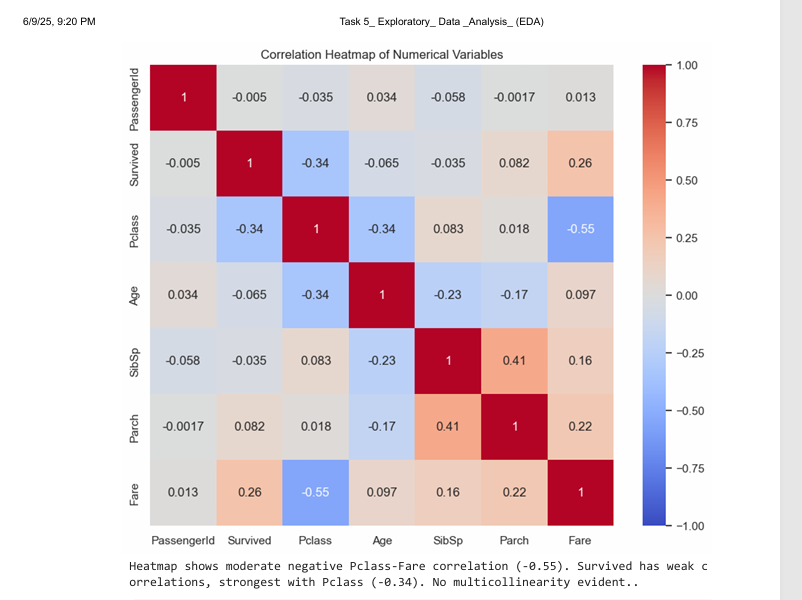 6/9/25, 9:20 PM Task 5_ Exploratory_ Data _Analysis_ (EDA)
Correlation Heatmap of Numerical Variables
PassengerId 1 -0.005 -0.035 0.034 -0.058 -0.0017 0.013
Survived -0.005 1 -0.34 -0.065 -0.035 0.082 0.26
Pclass -0.035 -0.34 1 -0.34 0.083 0.018 -0.55
Age 0.034 -0.065 -0.34 1 -0.23 -0.17 0.097
SibSp -0.058 -0.035 0.083 -0.23 1 0.41 0.16
Parch -0.0017 0.082 0.018 -0.17 0.41 1 0.22
Fare 0.013 0.26 -0.55 0.097 0.16 0.22 1
PassengerId Survived Pclass Age SibSp Parch Fare
1.00
0.75
0.50
0.25
0.00
−0.25
−0.50
−0.75
−1.00
Heatmap shows moderate negative Pclass-Fare correlation (-0.55). Survived has weak c
orrelations, strongest with Pclass (-0.34). No multicollinearity evident..